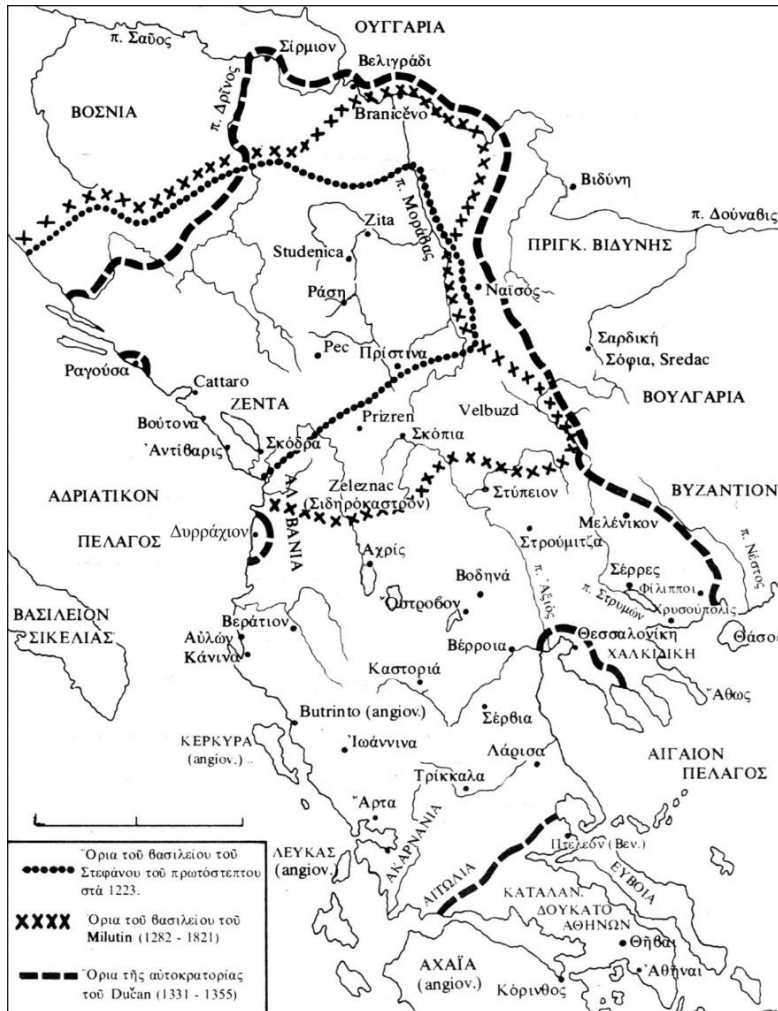 ΟΥΓΓΑΡΙΑ
π. Σαῦος
Σίρμιον
Βελιγράδι
ΒΟΣΝΙΑ
π. Δρῖνος
Braničevo
Βιδύνη
π. Μοράβας
π. Δούναβις
Zita
ΠΡΙΓΚ. ΒΙΔΥΝΗΣ
Studenica
Ράση
Ναϊσός
Σαρδική
Σόφια, Sredac
Pec
Πρίστινα
Ραγούσα
Cattaro
ΒΟΥΛΓΑΡΙΑ
ΖΕΝΤΑ
Velbuzd
Βούτονα
Prizren
Σκόπια
Ἀντίβαρις
Σκόδρα
ΑΔΡΙΑΤΙΚΟΝ
ΠΕΛΑΓΟΣ
ΑΛΒΑΝΙΑ
Zeleznac
(Σιδηρόκαστρον)
Στύπειον
ΒΥΖΑΝΤΙΟΝ
Μελένικον
π. Νέστος
Δυρράχιον
Στρούμιτζα
Ἀχρίς
Σέρρες
Φίλιπποι
Βοδηνά
π. Ἀξιός
π. Στρυμών
Χρυσούπολις
Ὄστροβον
ΒΑΣΙΛΕΙΟΝ
ΣΙΚΕΛΙΑΣ
Βεράτιον
Αὐλών
Κάνινα
Βέρροια
Θεσσαλονίκη
ΧΑΛΚΙΔΙΚΗ
Θάσος
Καστοριά
Ἄθως
Σέρβια
Butrinto (angiov.)
ΚΕΡΚΥΡΑ
(angiov.)
Ἰωάννινα
Λάρισα
ΑΙΓΑΙΟΝ
ΠΕΛΑΓΟΣ
Τρίκκαλα
Ἄρτα
Πτελεόν (Βεν.)
ΛΕΥΚΑΣ
(angiov.)
ΑΚΑΡΝΑΝΙΑ
ΑΙΤΩΛΙΑ
ΕΥΒΟΙΑ
ΚΑΤΑΛΑΝ.
ΔΟΥΚΑΤΟ
ΑΘΗΝΩΝ
Θῆβαι
ΑΧΑΪΑ
(angiov.)
Ἀθῆναι
Κόρινθος
Ὅρια τοῦ βασιλείου τοῦ
Στεφάνου τοῦ πρωτόστεπτου
στὰ 1223.
Ὅρια τοῦ βασιλείου τοῦ
Milutin (1282 - 1821)
Ὅρια τῆς αὐτοκρατορίας
τοῦ Dučan (1331 - 1355)